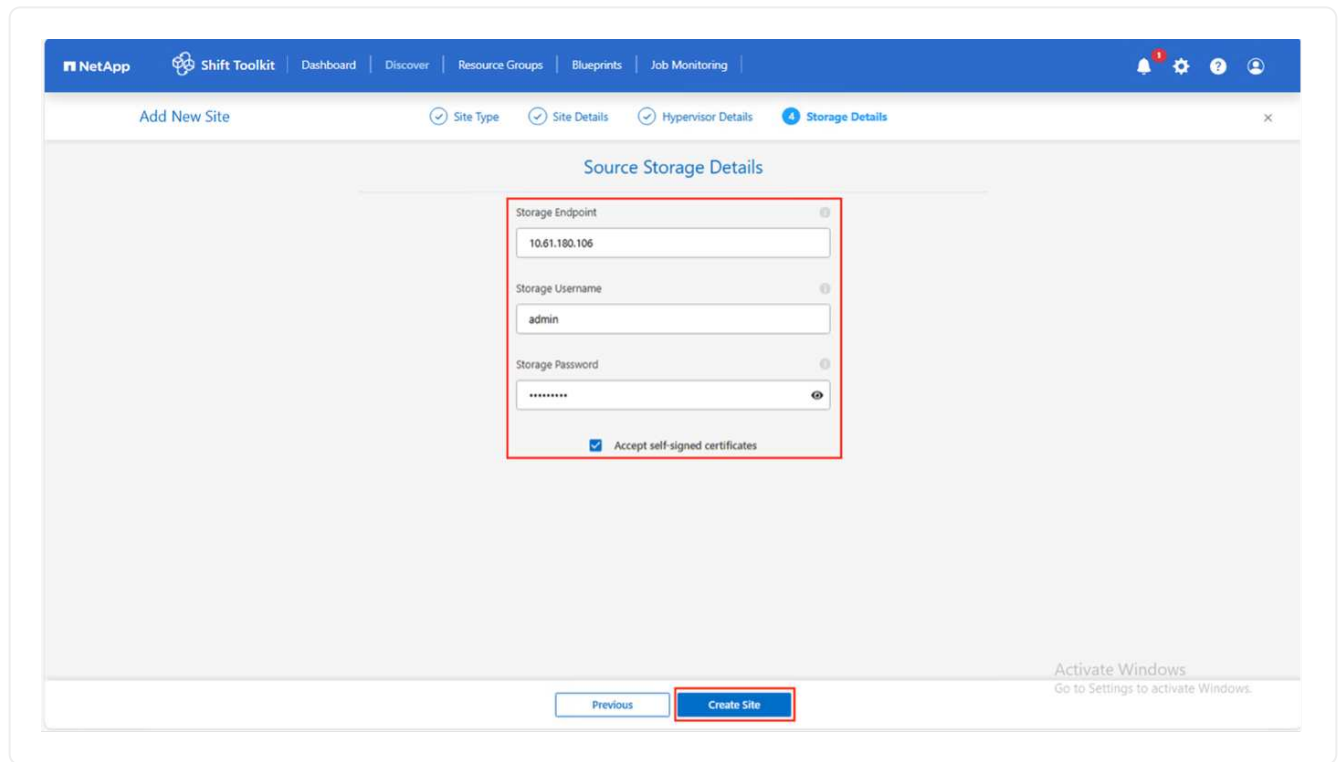 NetApp Shift Toolkit Dashboard Discover Resource Groups Blueprints Job Monitoring 1 ?
Add New Site Site Type Site Details Hypervisor Details 4 Storage Details ×
Source Storage Details
Storage Endpoint
10.61.180.106
Storage Username
admin
Storage Password
•••••••••
Accept self-signed certificates
Activate Windows
Go to Settings to activate Windows.
Previous Create Site